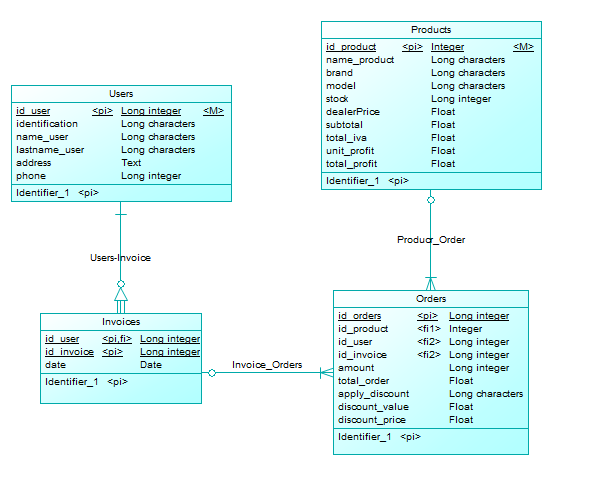 Products
id_product <pi> Integer <M>
name_product Long characters
brand Long characters
model Long characters
stock Long integer
dealerPrice Float
subtotal Float
total_iva Float
unit_profit Float
total_profit Float
Identifier_1 <pi>
Users
id_user <pi> Long integer <M>
identification Long characters
name_user Long characters
lastname_user Long characters
address Text
phone Long integer
Identifier_1 <pi>
Product_Order
Users-Invoice
Invoices
id_user <pi,fi> Long integer
id_invoice <pi> Long integer
date Date
Identifier_1 <pi>
Invoice_Orders
Orders
id_orders <pi> Long integer
id_product <fi1> Integer
id_user <fi2> Long integer
id_invoice <fi2> Long integer
amount Long integer
total_order Float
apply_discount Long characters
discount_value Float
discount_price Float
Identifier_1 <pi>